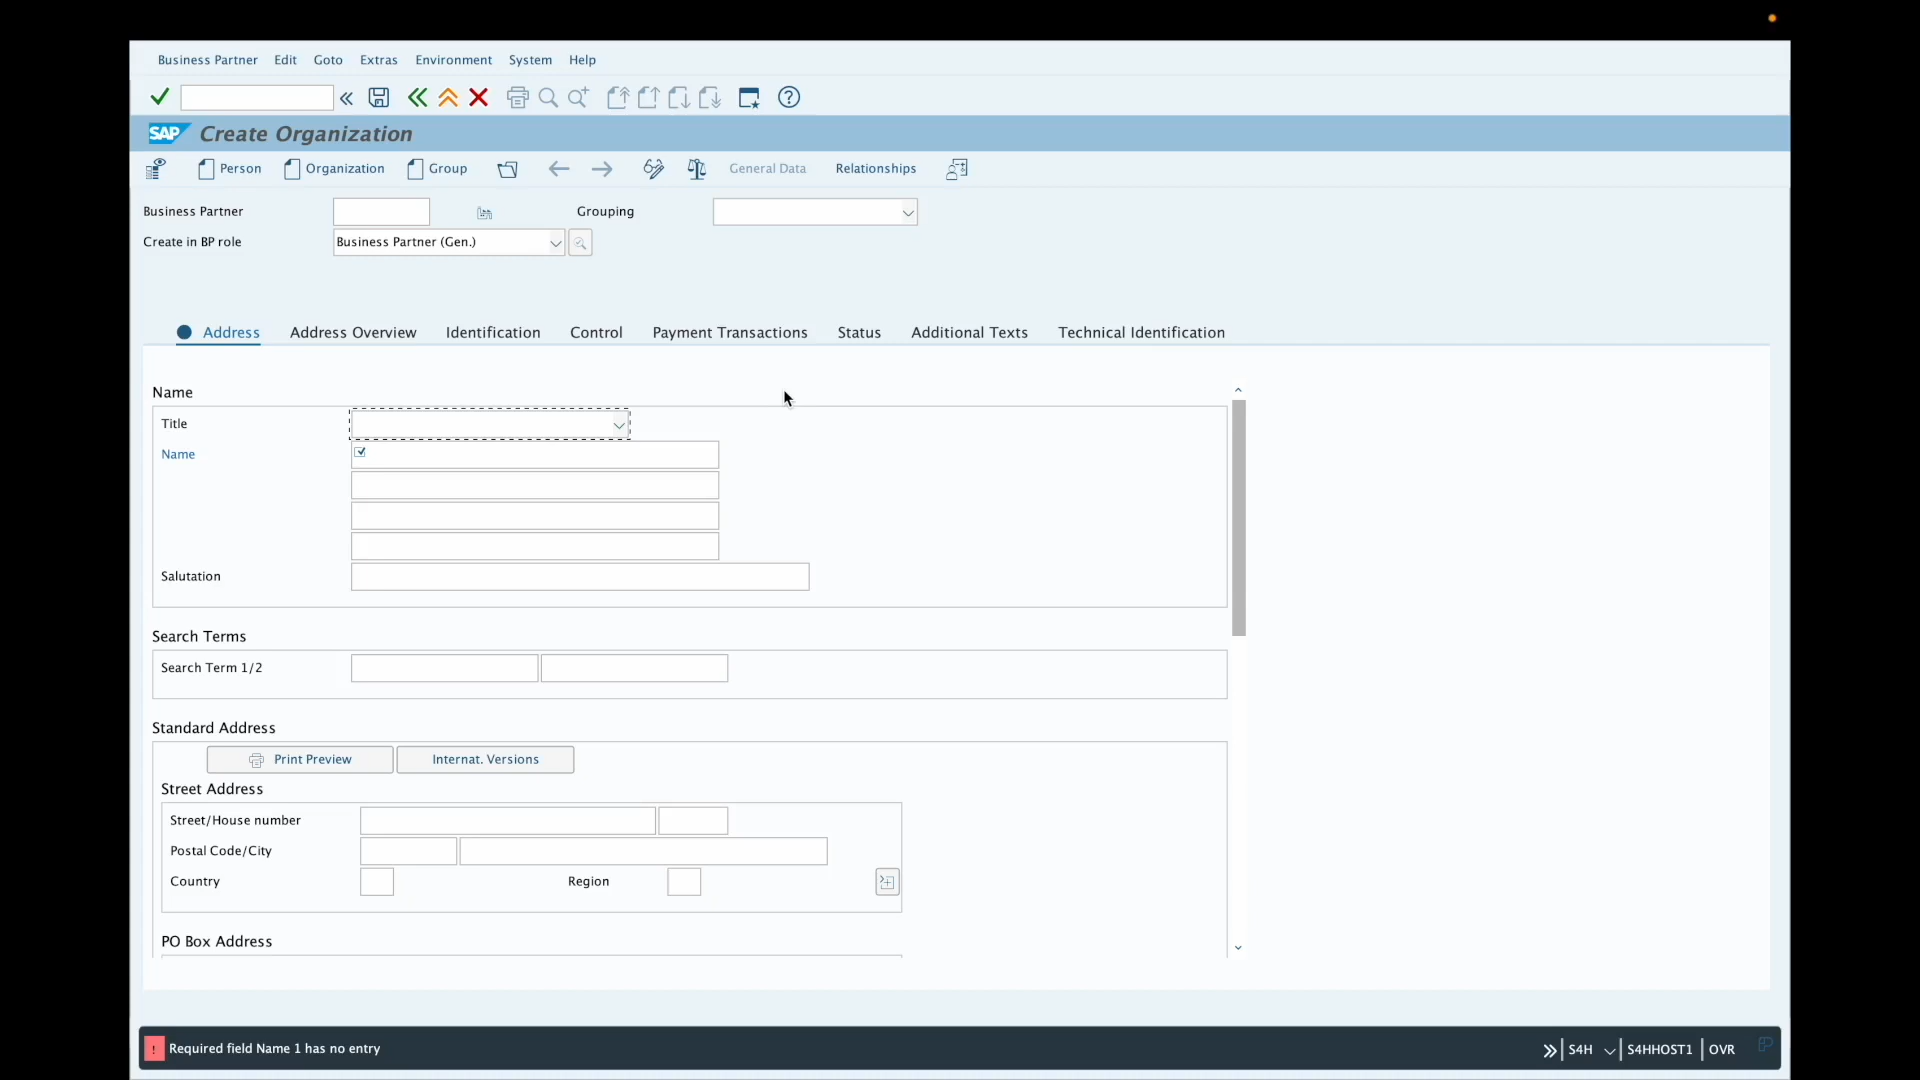 Business Partner Edit Goto Extras Environment System Help
SAP Create Organization
Person Organization Group General Data Relationships
Business Partner Grouping
Create in BP role Business Partner (Gen.)
Address Address Overview Identification Control Payment Transactions Status Additional Texts Technical Identification
Name
Title
Name
Salutation
Search Terms
Search Term 1/2
Standard Address
Print Preview Internat. Versions
Street Address
Street/House number
Postal Code/City
Country Region
PO Box Address
Required field Name 1 has no entry S4H S4HHOST1 OVR